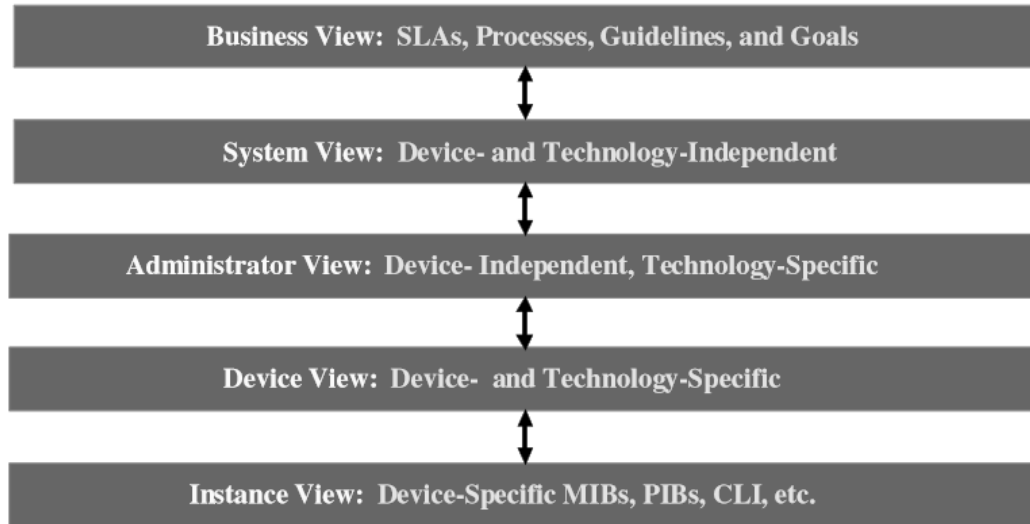 Business View: SLAs, Processes, Guidelines, and Goals
System View: Device- and Technology-Independent
Administrator View: Device- Independent, Technology-Specific
Device View: Device- and Technology-Specific
Instance View: Device-Specific MIBs, PIBs, CLI, etc.